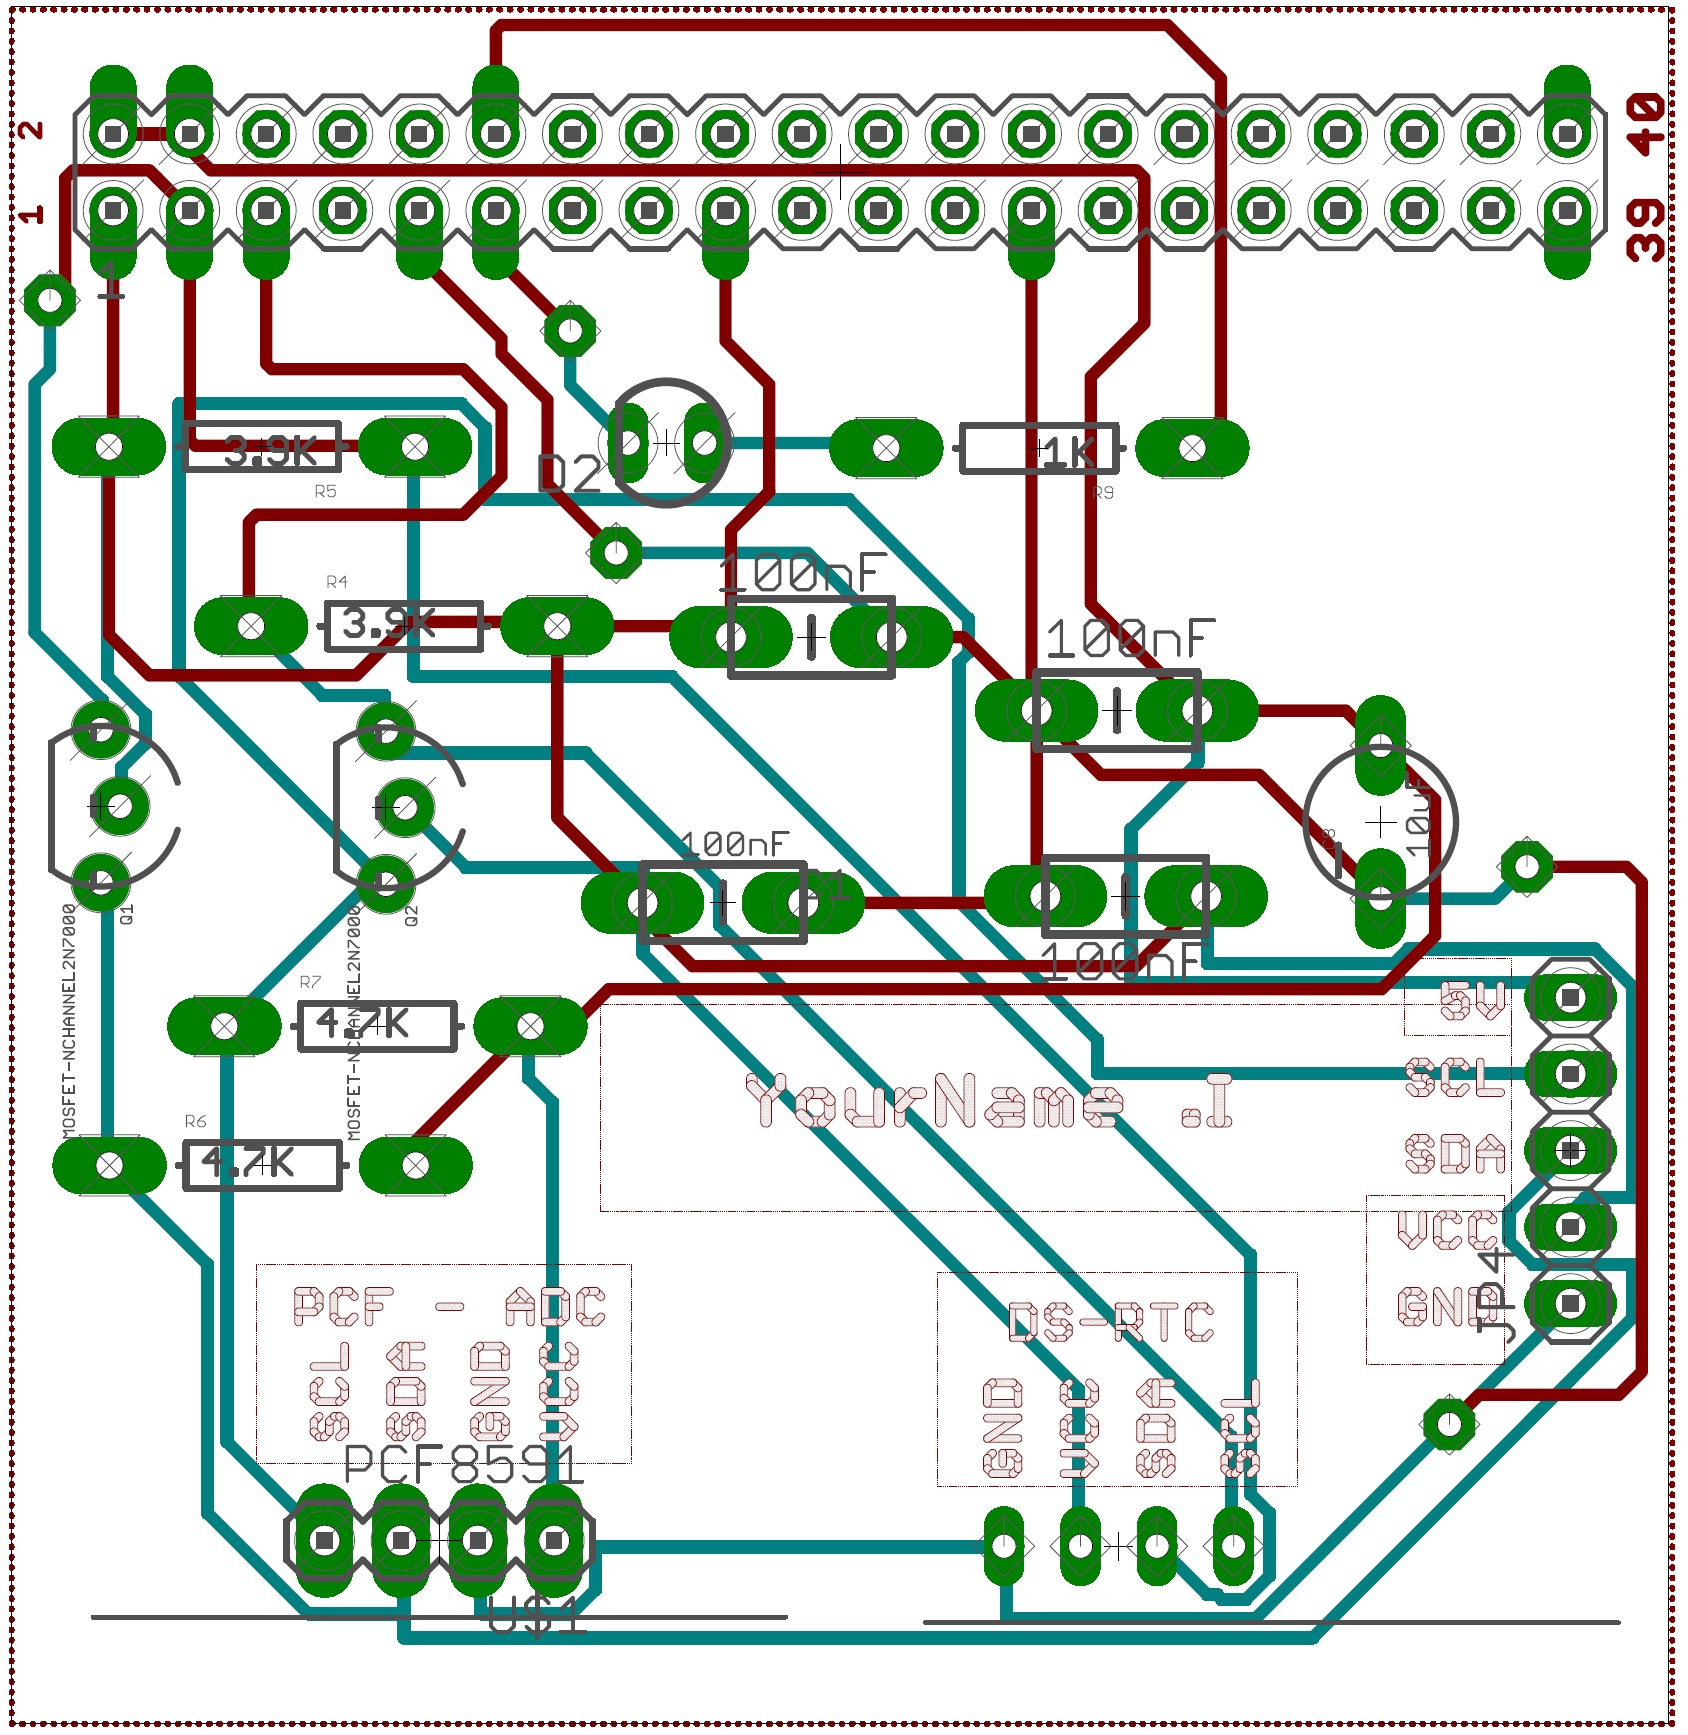 2
40
1
39
1
3.9K
R5
D2
1K
R9
100nF
R4
3.9K
100nF
10uF
100nF
Q1
Q2
MOSFET-NCHANNEL2N7000
MOSFET-NCHANNEL2N7000
100nF
R7
4.7K
5V
SCL
YourName .I
SDA
R6
4.7K
VCC
GND
JP4
PCF - ADC
SCL
SDA
GND
VCC
DS-RTC
GND
VCC
SDA
SCL
PCF8591
U$1